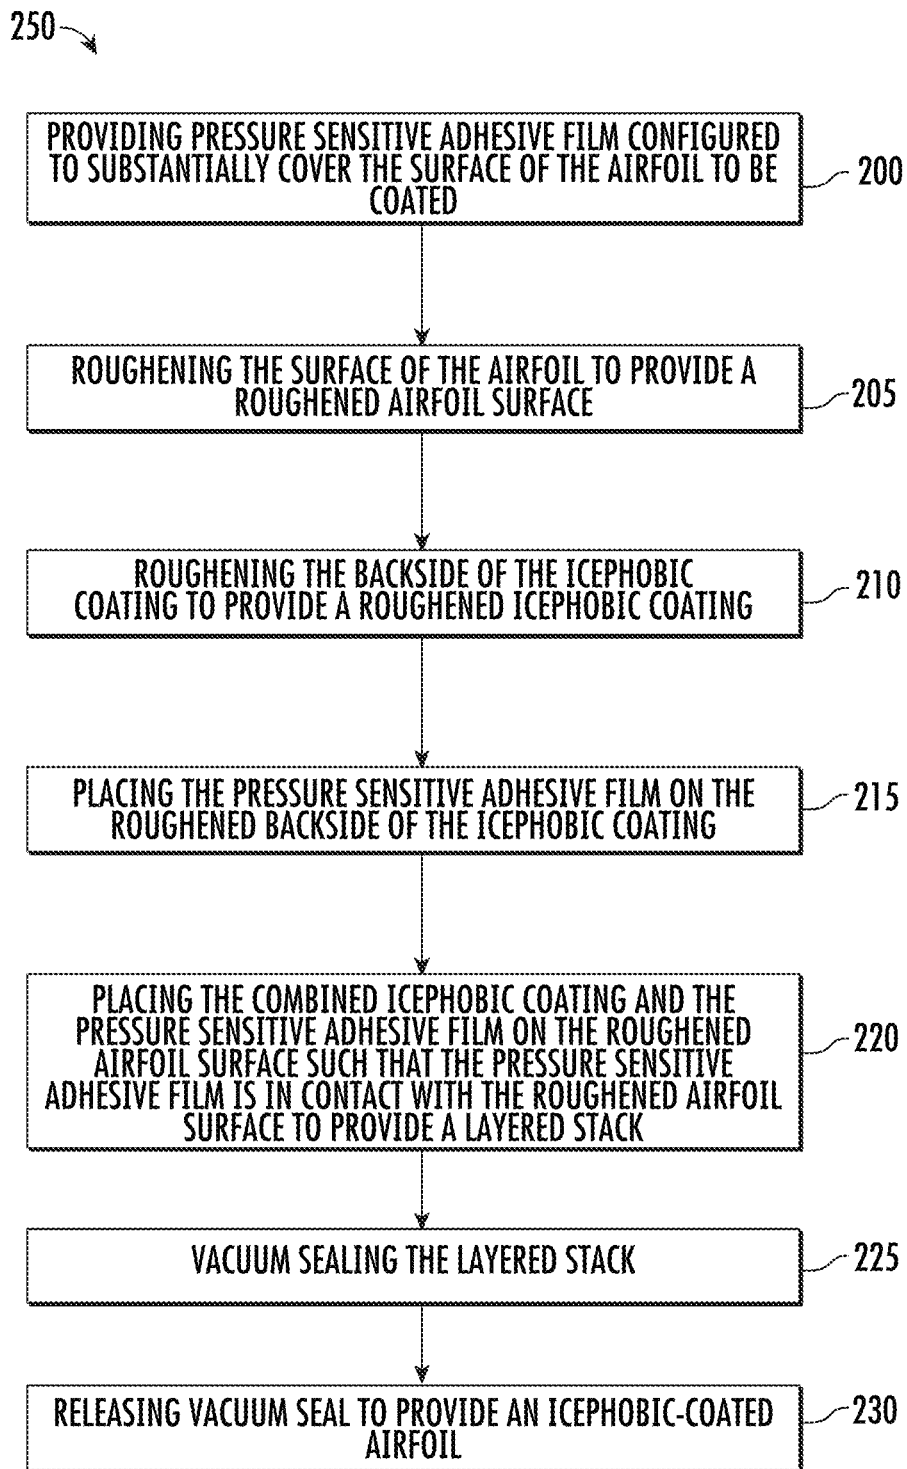 250
PROVIDING PRESSURE SENSITIVE ADHESIVE FILM CONFIGURED
TO SUBSTANTIALLY COVER THE SURFACE OF THE AIRFOIL TO BE
COATED
200
ROUGHENING THE SURFACE OF THE AIRFOIL TO PROVIDE A
ROUGHENED AIRFOIL SURFACE
205
ROUGHENING THE BACKSIDE OF THE ICEPHOBIC
COATING TO PROVIDE A ROUGHENED ICEPHOBIC COATING
210
PLACING THE PRESSURE SENSITIVE ADHESIVE FILM ON THE
ROUGHENED BACKSIDE OF THE ICEPHOBIC COATING
215
PLACING THE COMBINED ICEPHOBIC COATING AND THE
PRESSURE SENSITIVE ADHESIVE FILM ON THE ROUGHENED
AIRFOIL SURFACE SUCH THAT THE PRESSURE SENSITIVE
ADHESIVE FILM IS IN CONTACT WITH THE ROUGHENED AIRFOIL
SURFACE TO PROVIDE A LAYERED STACK
220
VACUUM SEALING THE LAYERED STACK
225
RELEASING VACUUM SEAL TO PROVIDE AN ICEPHOBIC-COATED
AIRFOIL
230